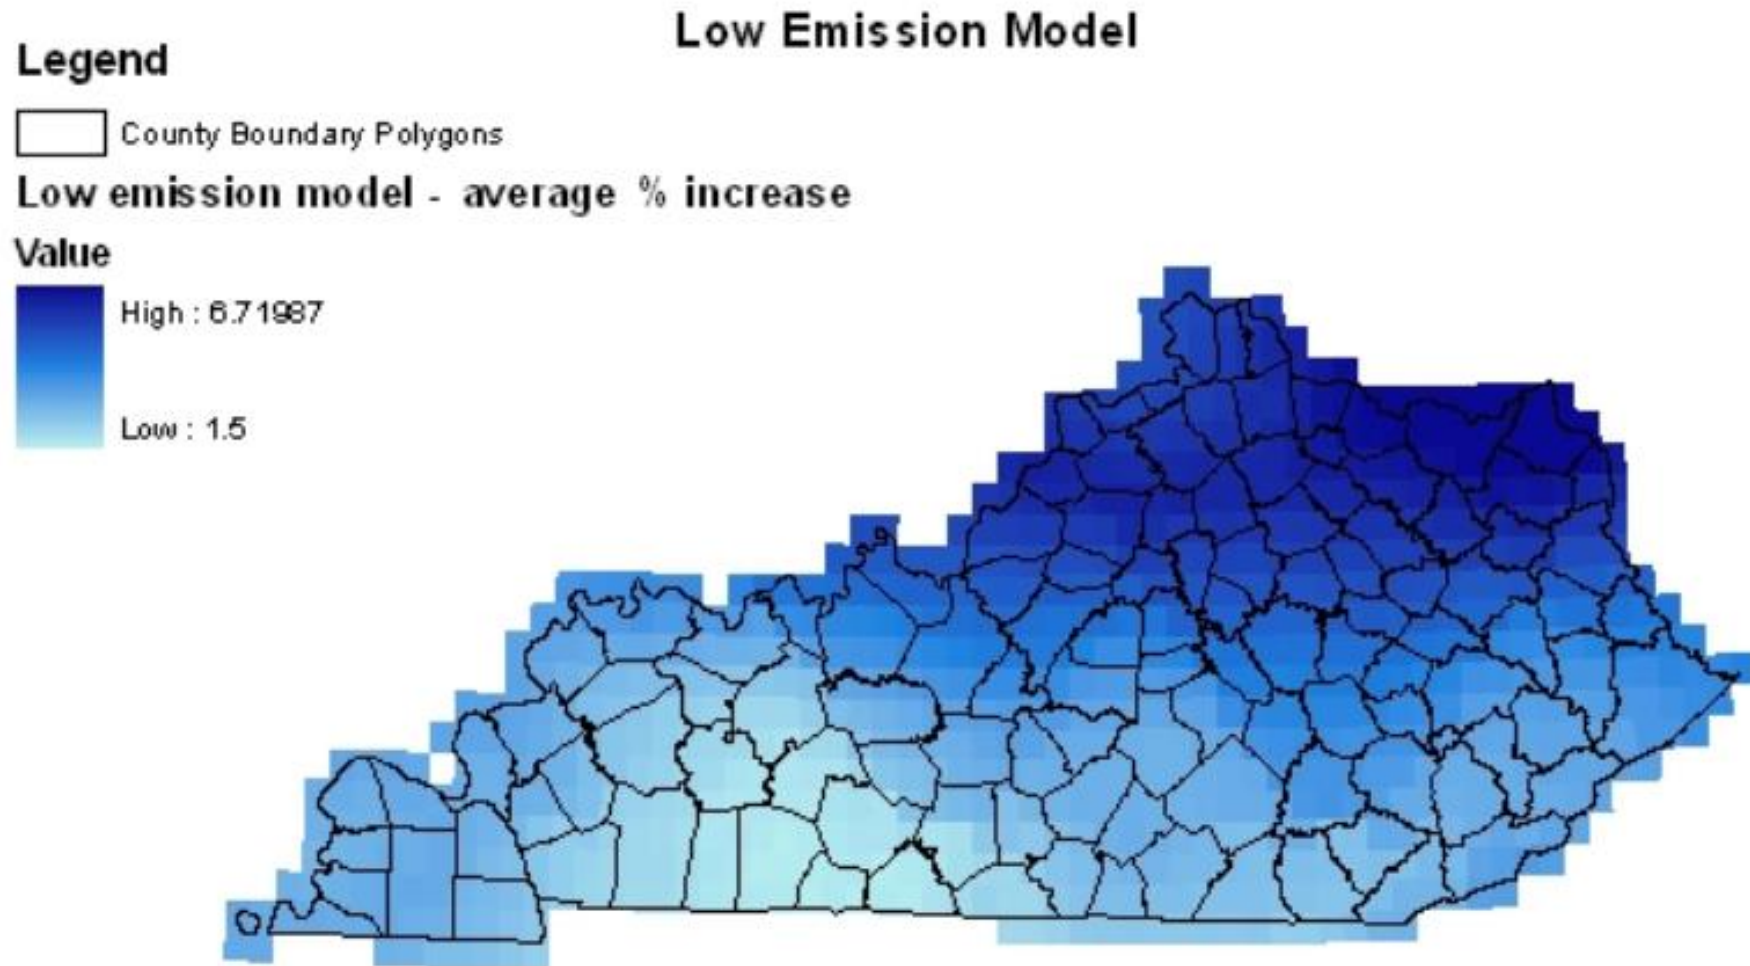 Low Emission Model
Legend
County Boundary Polygons
Low emission model - average % increase
Value
High : 6.71987
Low : 1.5